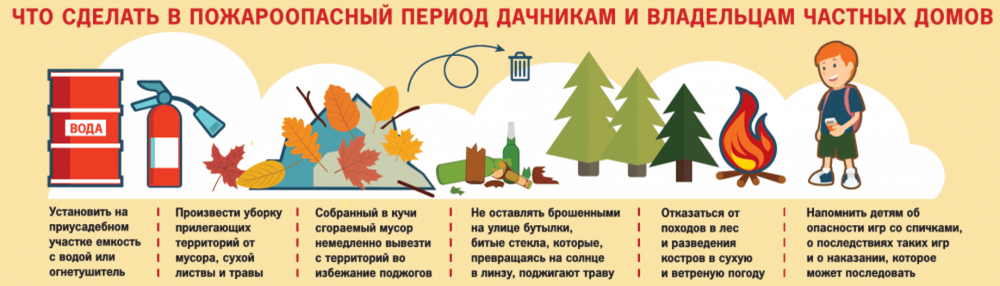 ЧТО СДЕЛАТЬ В ПОЖАРООПАСНЫЙ ПЕРИОД ДАЧНИКАМ И ВЛАДЕЛЬЦАМ ЧАСТНЫХ ДОМОВ
ВОДА
Установить на
приусадебном
участке емкость
с водой или
огнетушитель
Произвести уборку
прилегающих
территорий от
мусора, сухой
листвы и травы
Собранный в кучи
сгораемый мусор
немедленно вывезти
с территорий во
избежание поджогов
Не оставлять брошенными
на улице бутылки,
битые стекла, которые,
превращаясь на солнце
в линзу, поджигают траву
Отказаться от
походов в лес
и разведения
костров в сухую
и ветреную погоду
Напомнить детям об
опасности игр со спичками,
о последствиях таких игр
и о наказании, которое
может последовать